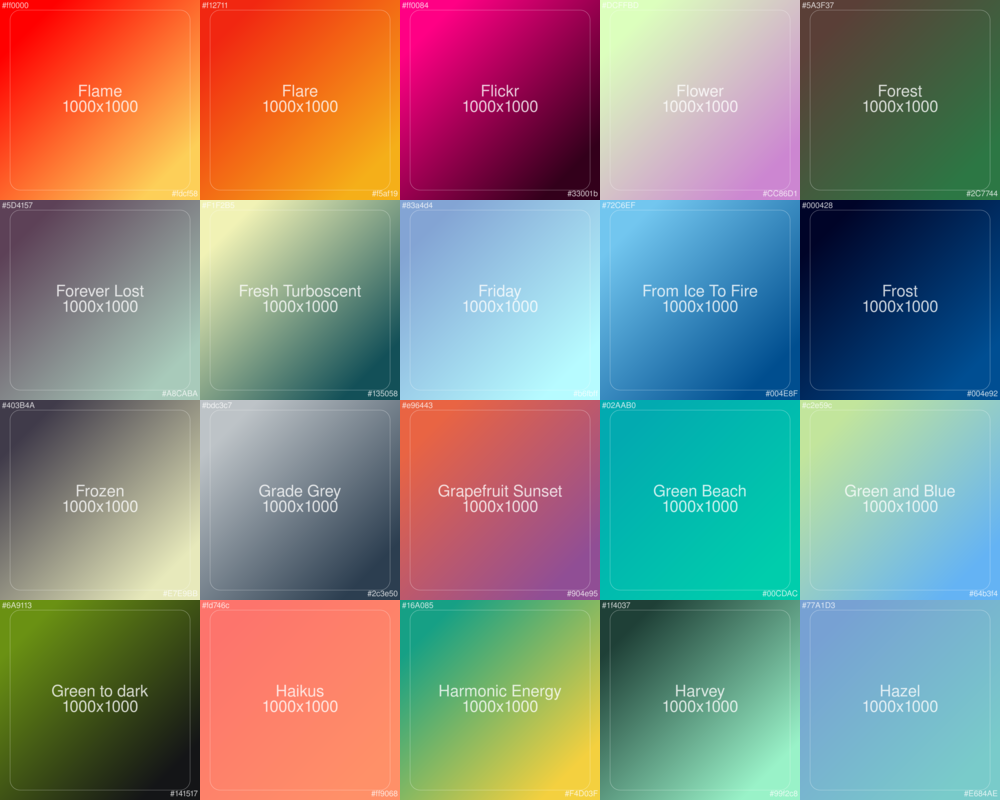 #ff0000
Flame
1000x1000
#fdcf58
#f12711
Flare
1000x1000
#f5af19
#ff0084
Flickr
1000x1000
#33001b
Flower
1000x1000
#CC86D1
#5A3F37
Forest
1000x1000
#2C7744
#5D4157
Forever Lost
1000x1000
#A8CABA
Fresh Turboscent
1000x1000
#135058
#83a4d4
Friday
1000x1000
#72C6EF
From Ice To Fire
1000x1000
#004E8F
#000428
Frost
1000x1000
#004e92
#403B4A
Frozen
1000x1000
#bdc3c7
Grade Grey
1000x1000
#2c3e50
#e96443
Grapefruit Sunset
1000x1000
#904e95
#02AAB0
Green Beach
1000x1000
#00CDAC
#c2e59c
Green and Blue
1000x1000
#64b3f4
#6A9113
Green to dark
1000x1000
#141517
#fd746c
Haikus
1000x1000
#ff9068
#16A085
Harmonic Energy
1000x1000
#F4D03F
#1f4037
Harvey
1000x1000
#99f2c8
#77A1D3
Hazel
1000x1000
#E684AE